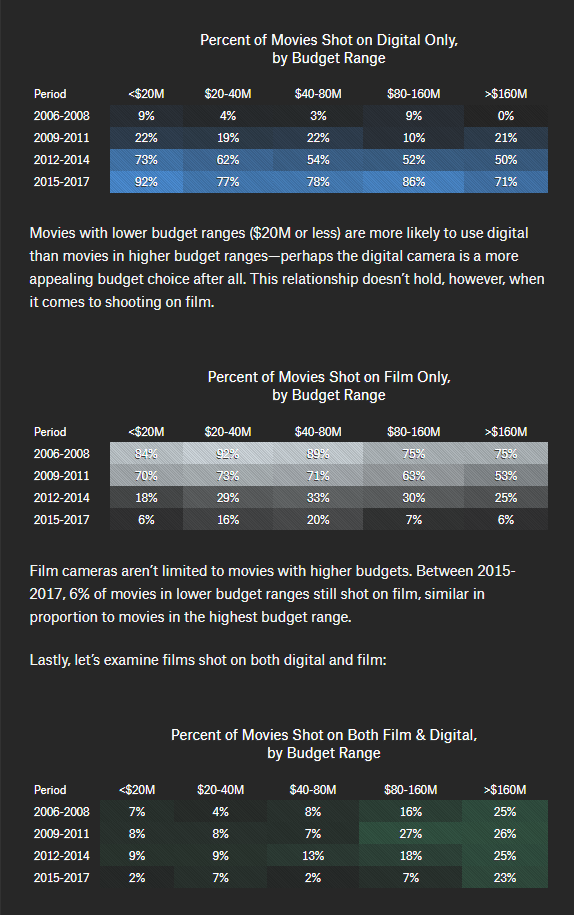 Percent of Movies Shot on Digital Only,
by Budget Range
Period <$20M $20-40M $40-80M $80-160M >$160M
2006-2008 9% 4% 3% 9% 0%
2009-2011 22% 19% 22% 10% 21%
2012-2014 73% 62% 54% 52% 50%
2015-2017 92% 77% 78% 86% 71%
Movies with lower budget ranges ($20M or less) are more likely to use digital
than movies in higher budget ranges—perhaps the digital camera is a more
appealing budget choice after all. This relationship doesn’t hold, however, when
it comes to shooting on film.
Percent of Movies Shot on Film Only,
by Budget Range
Period <$20M $20-40M $40-80M $80-160M >$160M
2006-2008 84% 92% 89% 75% 75%
2009-2011 70% 73% 71% 63% 53%
2012-2014 18% 29% 33% 30% 25%
2015-2017 6% 16% 20% 7% 6%
Film cameras aren’t limited to movies with higher budgets. Between 2015-
2017, 6% of movies in lower budget ranges still shot on film, similar in
proportion to movies in the highest budget range.
Lastly, let’s examine films shot on both digital and film:
Percent of Movies Shot on Both Film & Digital,
by Budget Range
Period <$20M $20-40M $40-80M $80-160M >$160M
2006-2008 7% 4% 8% 16% 25%
2009-2011 8% 8% 7% 27% 26%
2012-2014 9% 9% 13% 18% 25%
2015-2017 2% 7% 2% 7% 23%